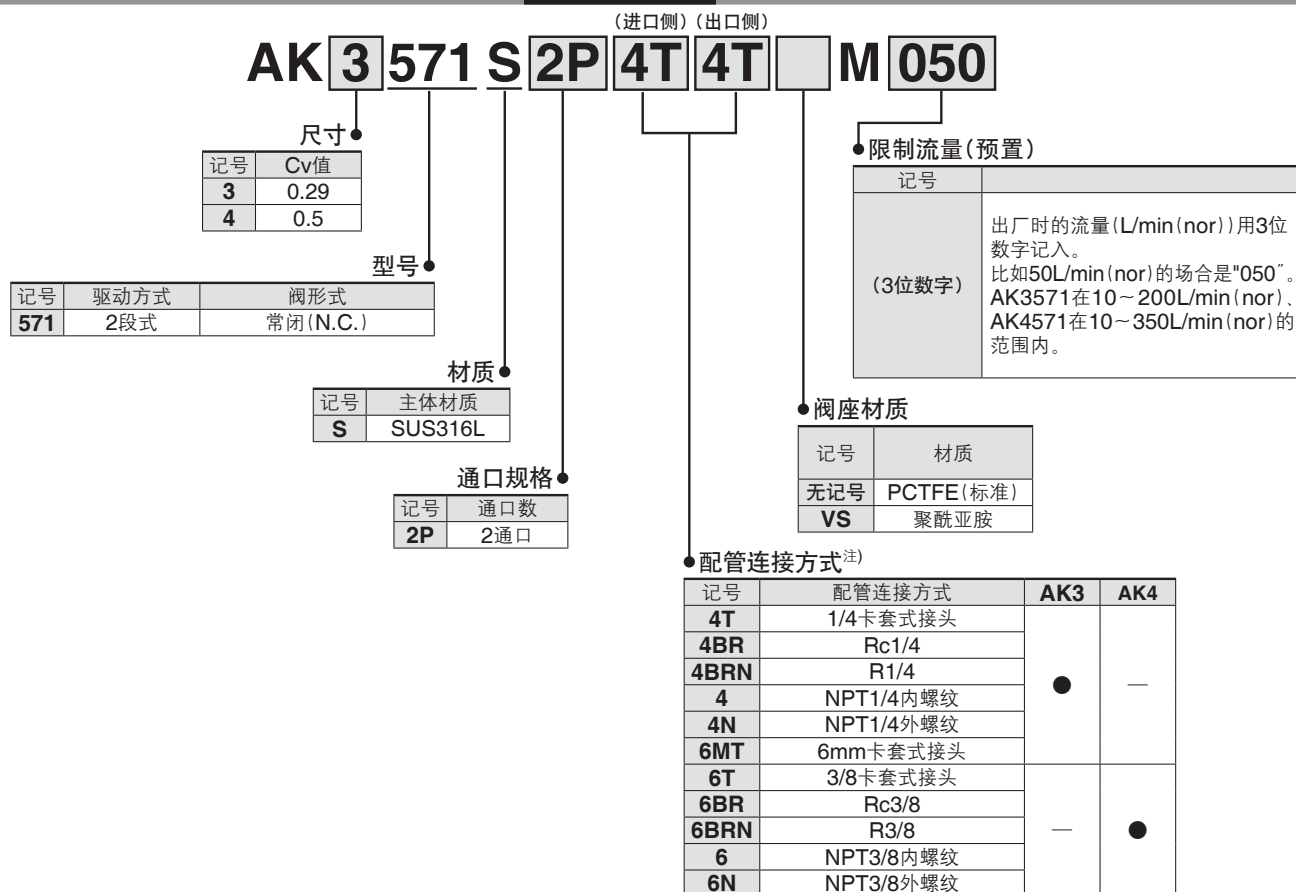 (进口侧)(出口侧)
AK 3 571 S 2P 4T 4T M 050
尺寸
记号 Cv值
3 0.29
4 0.5
型号
记号 驱动方式 阀形式
571 2段式 常闭(N.C.)
材质
记号 主体材质
S SUS316L
通口规格
记号 通口数
2P 2通口
限制流量(预置)
记号
(3位数字)
出厂时的流量(L/min(nor))用3位
数字记入。
比如50L/min(nor)的场合是"050˝。
AK3571在10~200L/min(nor)、
AK4571在10~350L/min(nor)的
范围内。
阀座材质
记号 材质
无记号 PCTFE(标准)
VS 聚酰亚胺
配管连接方式注)
记号 配管连接方式 AK3 AK4
4T 1/4卡套式接头
4BR Rc1/4
4BRN R1/4
4 NPT1/4内螺纹
4N NPT1/4外螺纹
6MT 6mm卡套式接头
● —
6T 3/8卡套式接头
6BR Rc3/8
6BRN R3/8
6 NPT3/8内螺纹
6N NPT3/8外螺纹
— ●